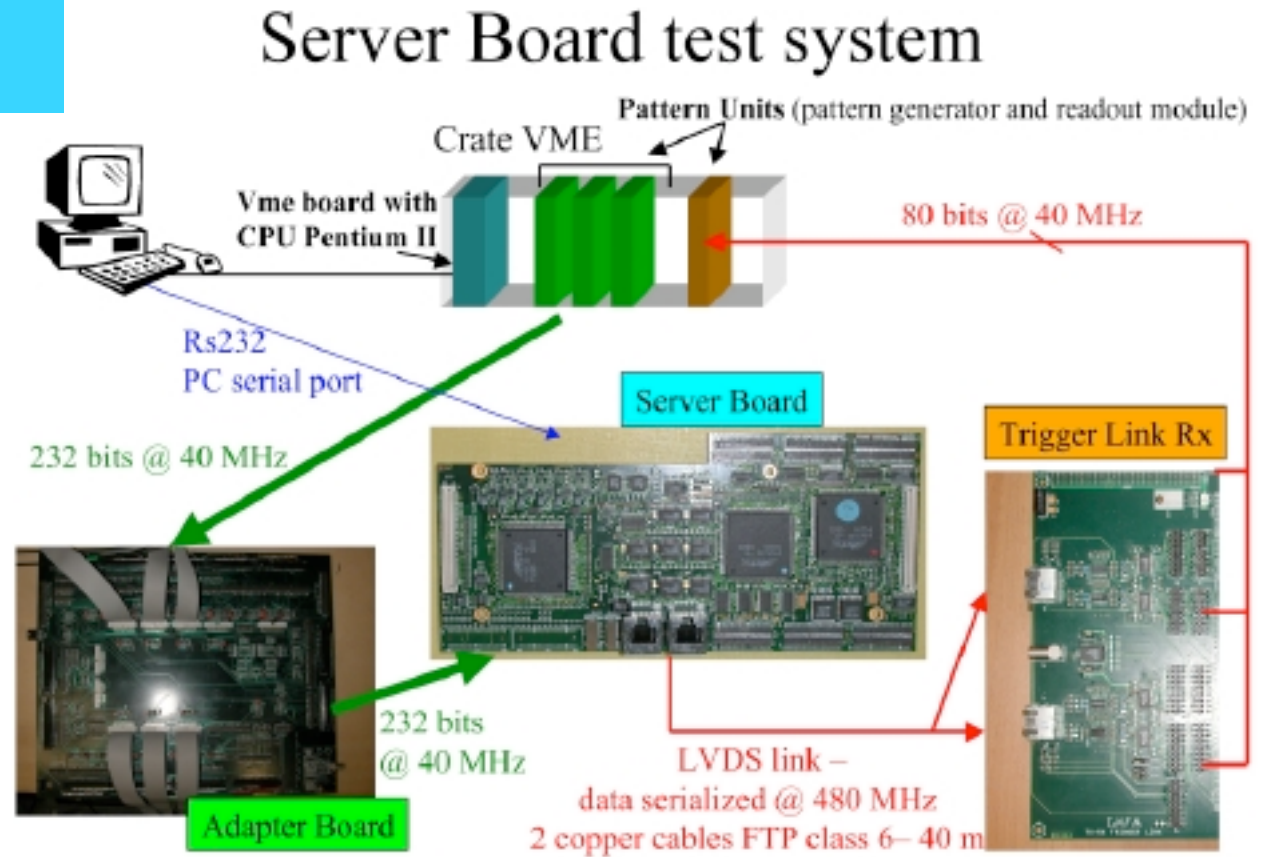 Server Board test system
Pattern Units (pattern generator and readout module)
Crate VME
Vme board with
CPU Pentium II
80 bits @ 40 MHz
Rs232
PC serial port
Server Board
Trigger Link Rx
232 bits @ 40 MHz
232 bits
@ 40 MHz
LVDS link –
data serialized @ 480 MHz
2 copper cables FTP class 6– 40 m
Adapter Board